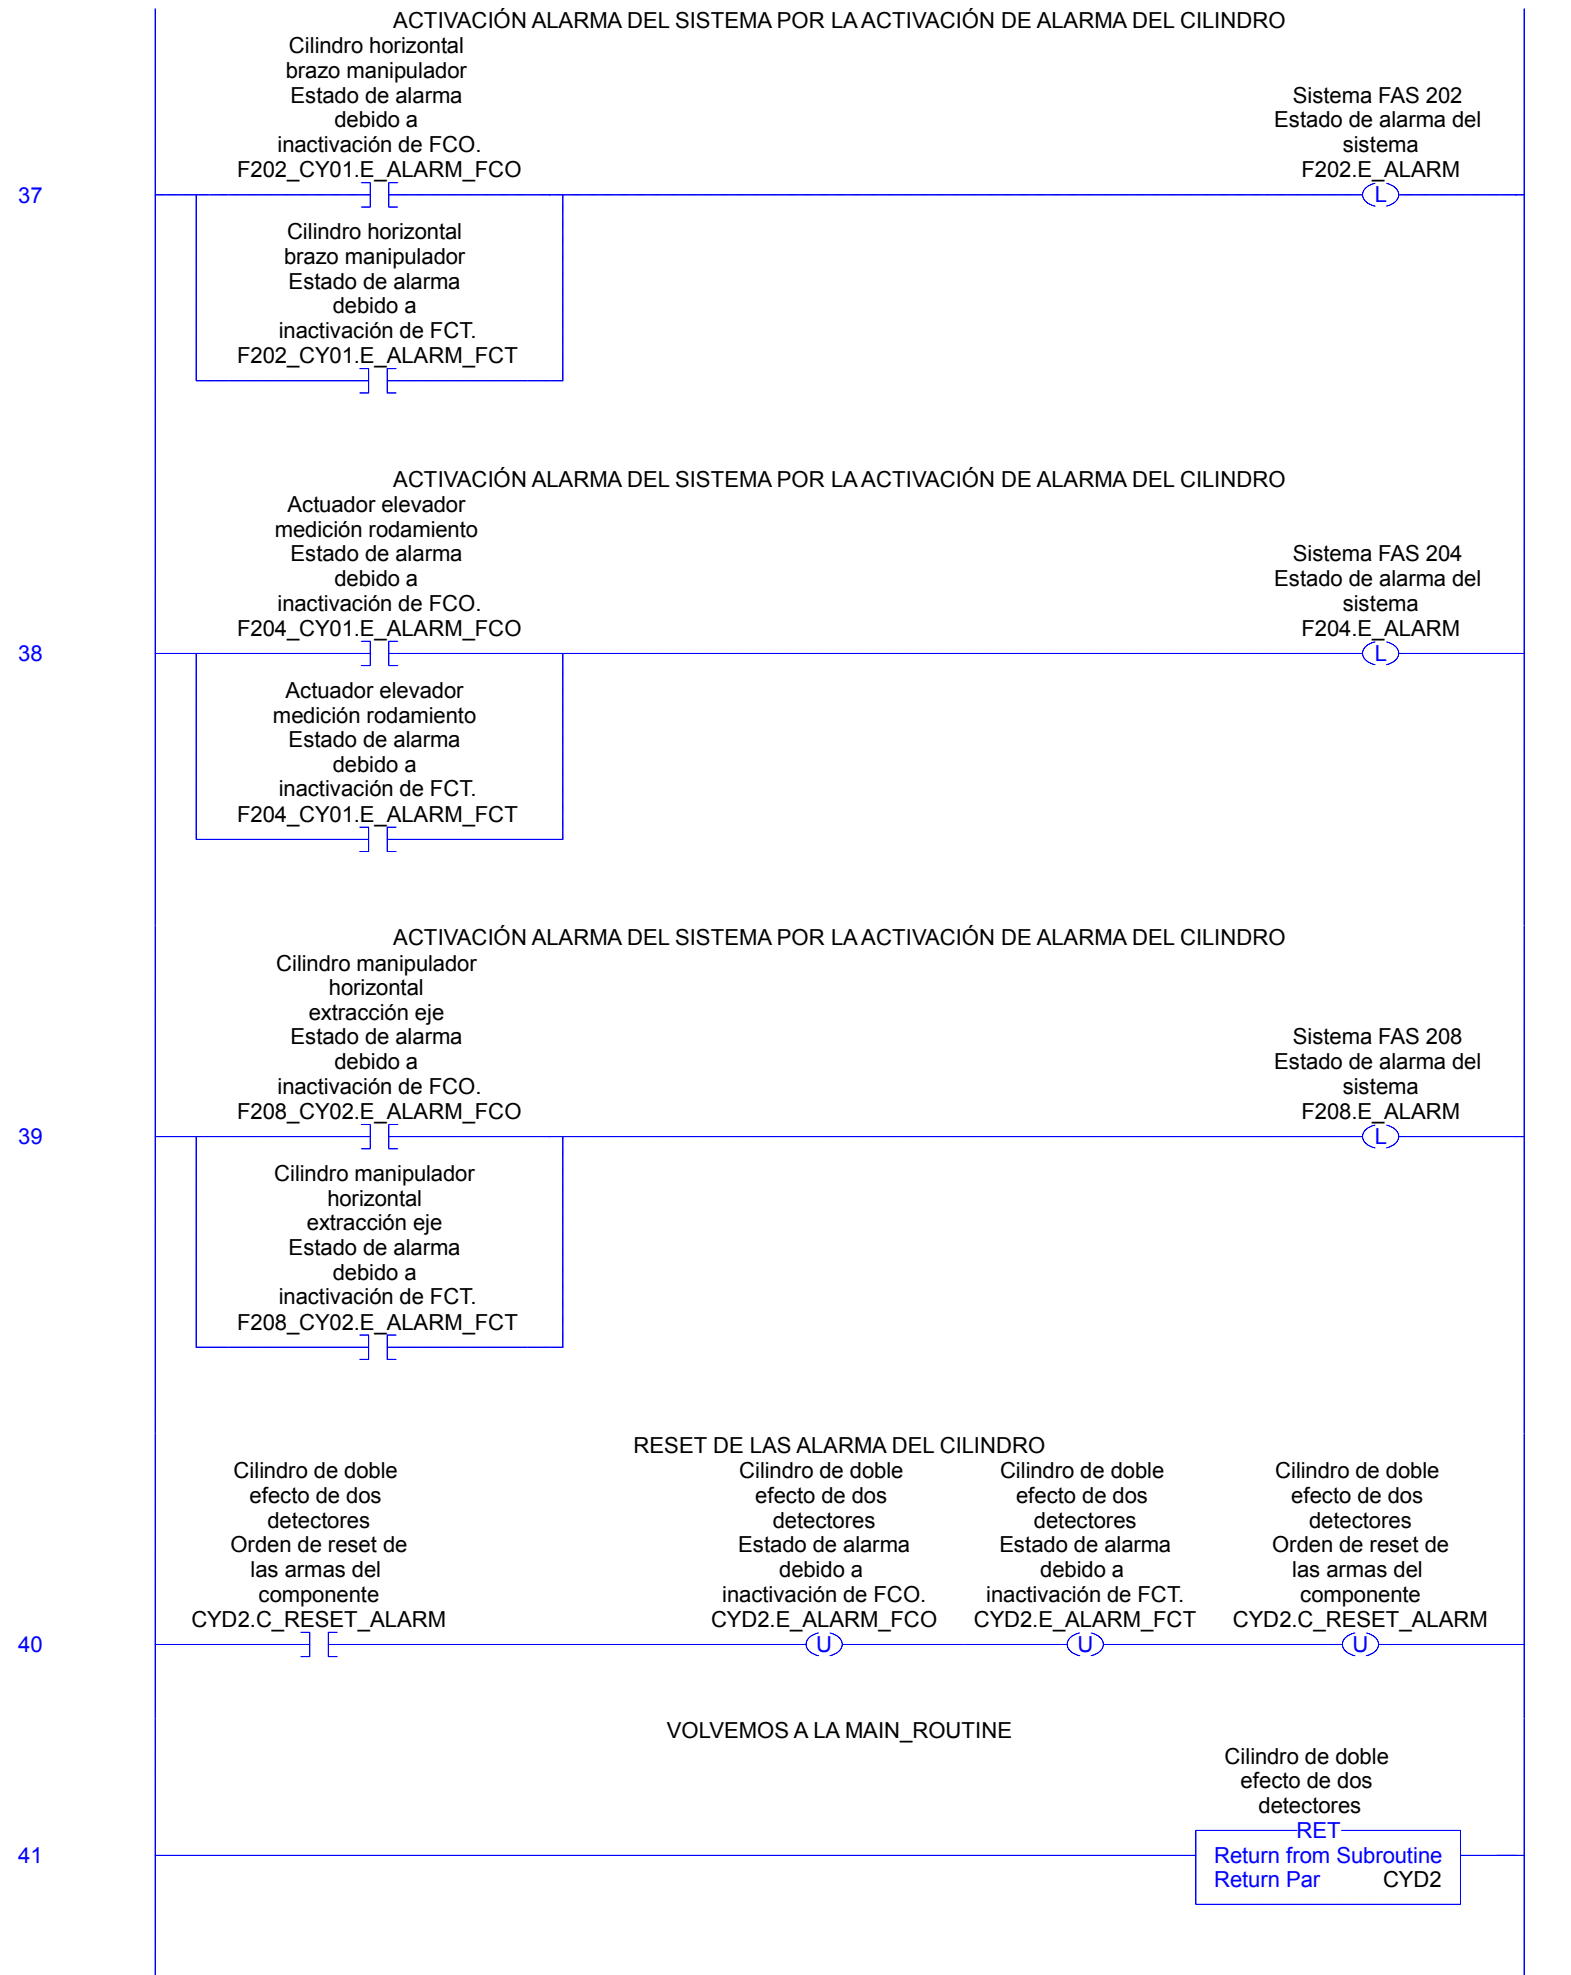 ACTIVACIÓN ALARMA DEL SISTEMA POR LA ACTIVACIÓN DE ALARMA DEL CILINDRO
Cilindro horizontal
brazo manipulador
Estado de alarma
debido a
inactivación de FCO.
F202_CY01.E_ALARM_FCO
Sistema FAS 202
Estado de alarma del
sistema
F202.E_ALARM
37
L
Cilindro horizontal
brazo manipulador
Estado de alarma
debido a
inactivación de FCT.
F202_CY01.E_ALARM_FCT
ACTIVACIÓN ALARMA DEL SISTEMA POR LA ACTIVACIÓN DE ALARMA DEL CILINDRO
Actuador elevador
medición rodamiento
Estado de alarma
debido a
inactivación de FCO.
F204_CY01.E_ALARM_FCO
Sistema FAS 204
Estado de alarma del
sistema
F204.E_ALARM
38
L
Actuador elevador
medición rodamiento
Estado de alarma
debido a
inactivación de FCT.
F204_CY01.E_ALARM_FCT
ACTIVACIÓN ALARMA DEL SISTEMA POR LA ACTIVACIÓN DE ALARMA DEL CILINDRO
Cilindro manipulador
horizontal
extracción eje
Estado de alarma
debido a
inactivación de FCO.
F208_CY02.E_ALARM_FCO
Sistema FAS 208
Estado de alarma del
sistema
F208.E_ALARM
39
L
Cilindro manipulador
horizontal
extracción eje
Estado de alarma
debido a
inactivación de FCT.
F208_CY02.E_ALARM_FCT
RESET DE LAS ALARMA DEL CILINDRO
Cilindro de doble
efecto de dos
detectores
Orden de reset de
las armas del
componente
CYD2.C_RESET_ALARM
Cilindro de doble
efecto de dos
detectores
Estado de alarma
debido a
inactivación de FCO.
CYD2.E_ALARM_FCO
Cilindro de doble
efecto de dos
detectores
Estado de alarma
debido a
inactivación de FCT.
CYD2.E_ALARM_FCT
Cilindro de doble
efecto de dos
detectores
Orden de reset de
las armas del
componente
CYD2.C_RESET_ALARM
40
U
U
U
VOLVEMOS A LA MAIN_ROUTINE
Cilindro de doble
efecto de dos
detectores
RET
41
Return from Subroutine
Return Par CYD2